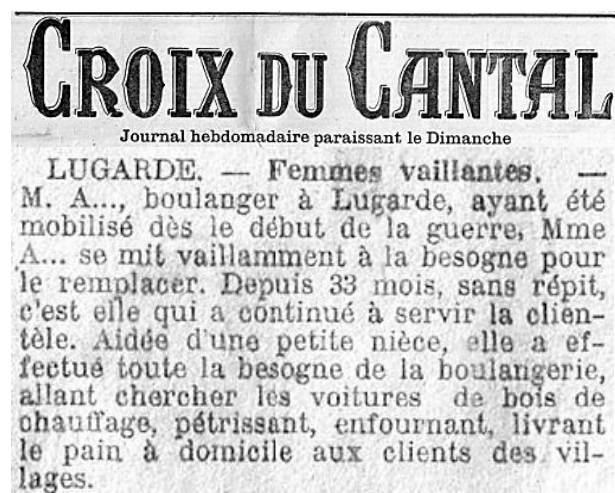 CROIX DU CANTAL
Journal hebdomadaire paraissant le Dimanche
LUGARDE. — Femmes vaillantes. —
M. A..., boulanger à Lugarde, ayant été
mobilisé dès le début de la guerre, Mme
A... se mit vaillamment à la besogne pour
le remplacer. Depuis 33 mois, sans répit,
c'est elle qui a continué à servir la clien-
tèle. Aidée d'une petite nièce, elle a ef-
fectué toute la besogne de la boulangerie,
allant chercher les voitures de bois de
chauffage, pétrissant, enfournant, livrant
le pain à domicile aux clients des vil-
lages.